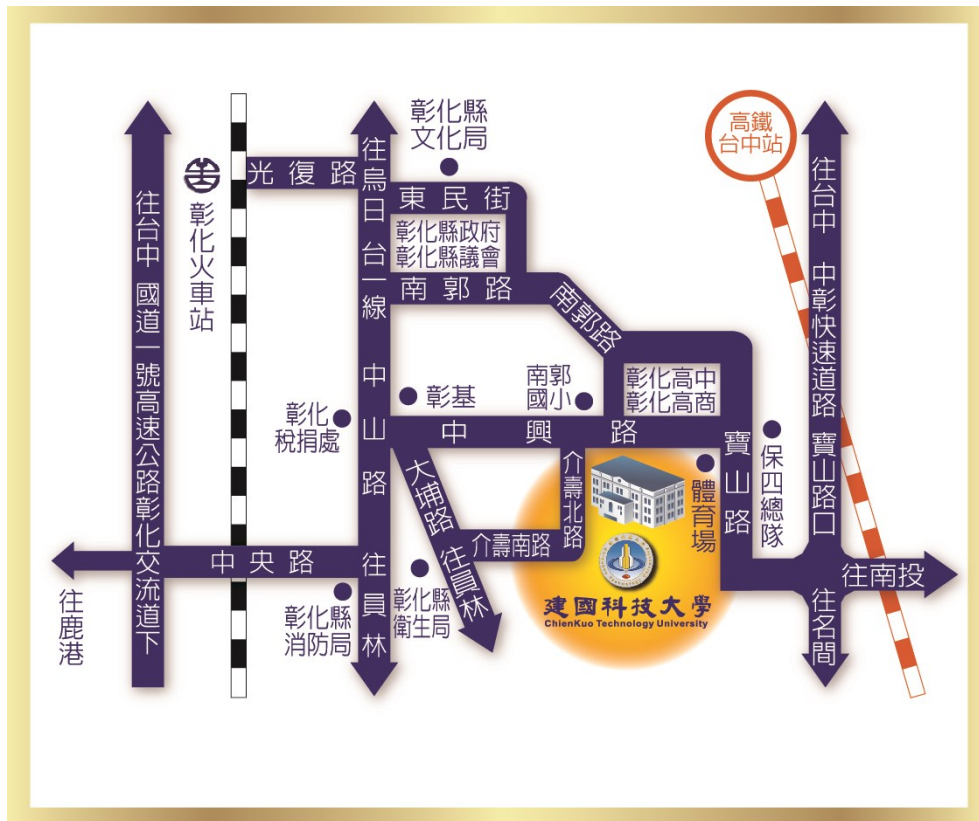 彰化縣
文化局
高鐵
台中站
光復路
往烏日 台一線 中山路 往員林
東民街
彰化縣政府
彰化縣議會
彰化火車站
往台中 國道一號高速公路彰化交流道下
往台中 中彰快速道路 寶山路口
南郭路
南郭路
彰化
稅捐處
彰基
南郭
國小
彰化高中
彰化高商
中興路
大埔路 往員林
介壽北路
介壽南路
體育場
寶山路
保四總隊
中央路
往鹿港
彰化縣
消防局
彰化縣
衛生局
建國科技大學
ChienKuo Technology University
往南投
往名間